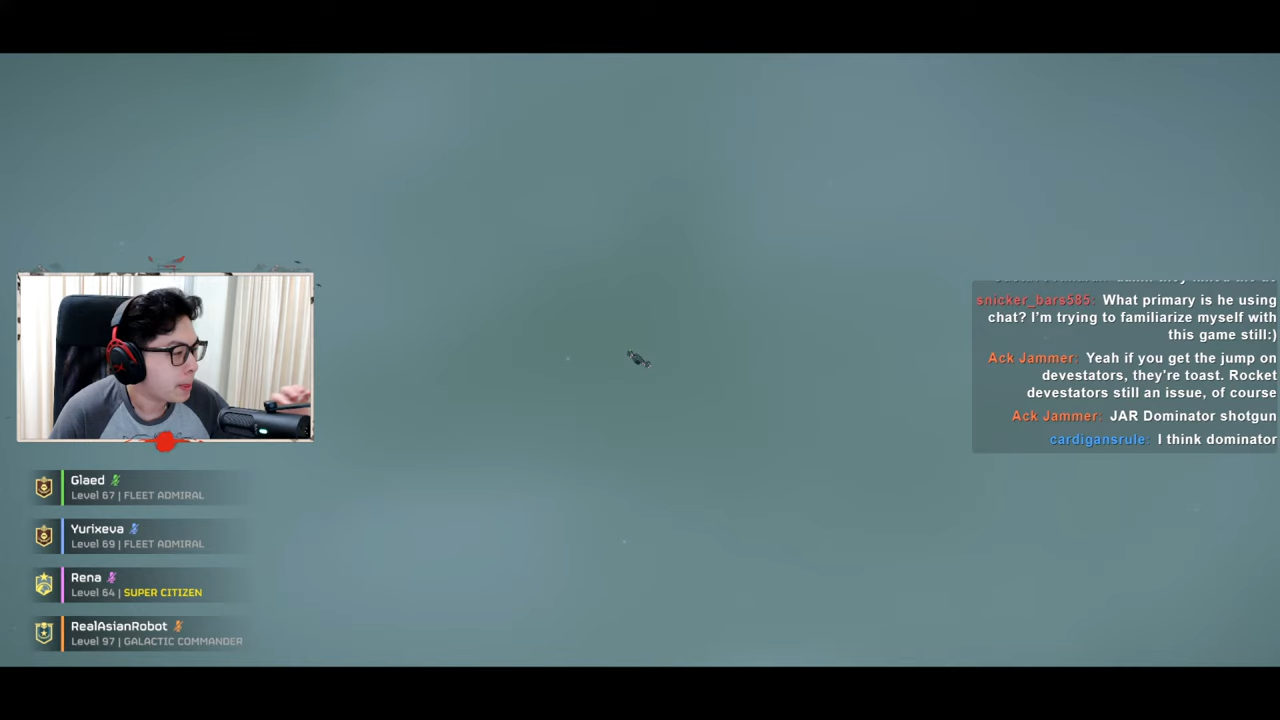 snicker_bars585: What primary is he using
chat? I'm trying to familiarize myself with
this game still:)
Ack Jammer: Yeah if you get the jump on
devestators, they're toast. Rocket
devestators still an issue, of course
Ack Jammer: JAR Dominator shotgun
cardigansrule: I think dominator
Glaed
Level 67 | FLEET ADMIRAL
Yurixeva
Level 69 | FLEET ADMIRAL
Rena
Level 64 | SUPER CITIZEN
RealAsianRobot
Level 97 | GALACTIC COMMANDER